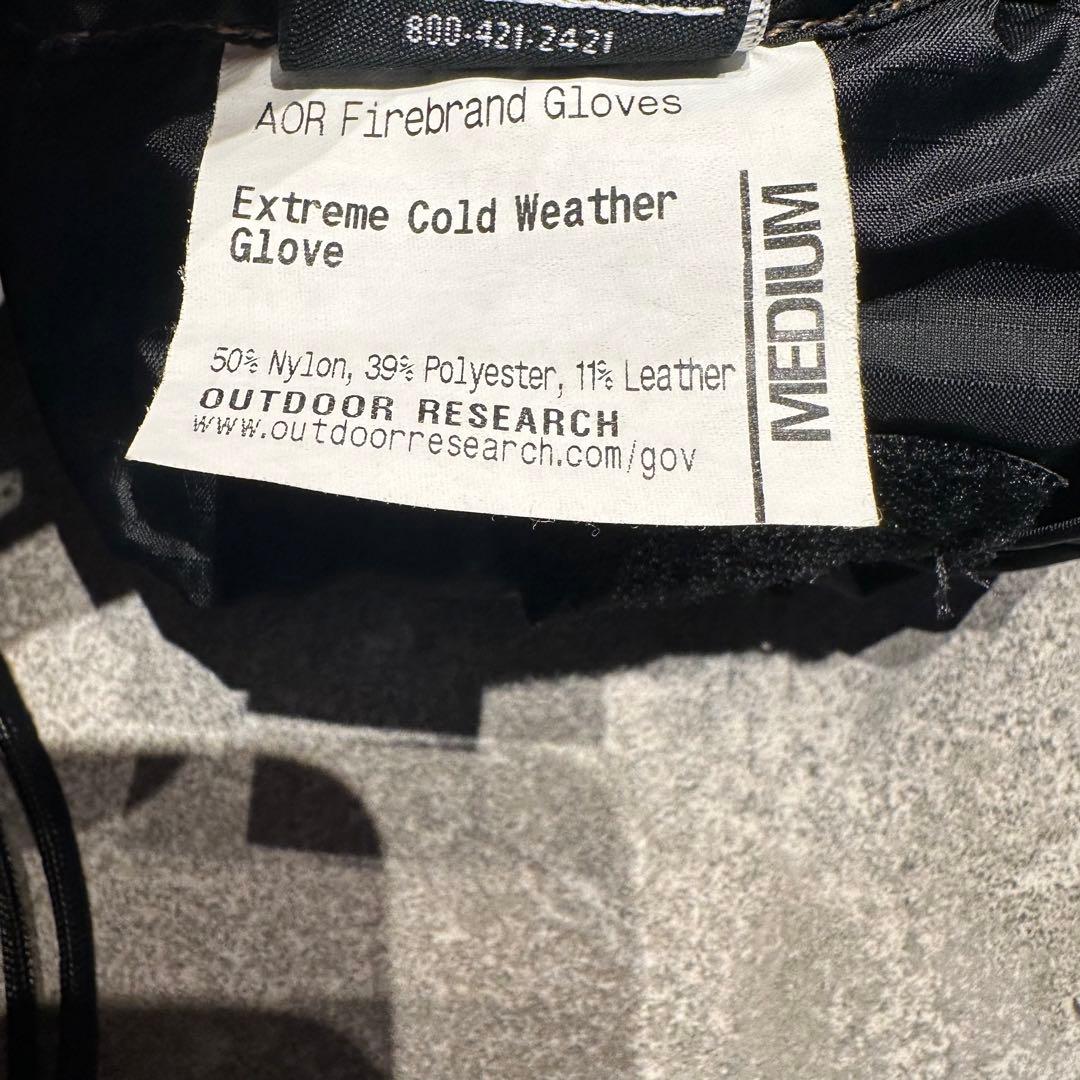 800-421-2421
AOR Firebrand Gloves
Extreme Cold Weather
Glove
50% Nylon, 39% Polyester, 11% Leather
OUTDOOR RESEARCH
www.outdoorresearch.com/gov
MEDIUM